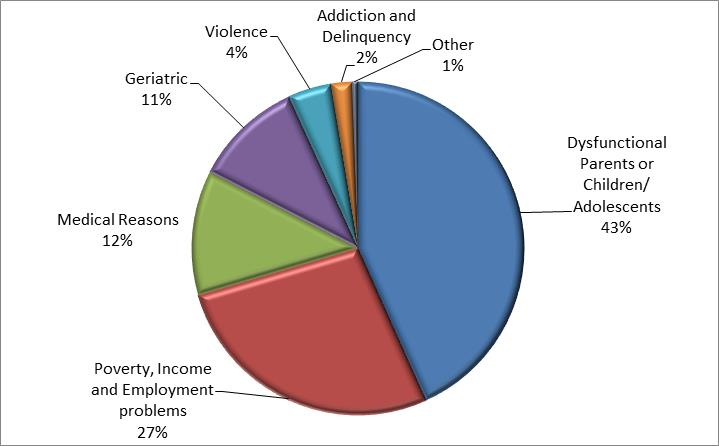 Addiction and
Delinquency
2%
Other
1%
Violence
4%
Geriatric
11%
Dysfunctional
Parents or
Children/
Adolescents
43%
Medical Reasons
12%
Poverty, Income
and Employment
problems
27%